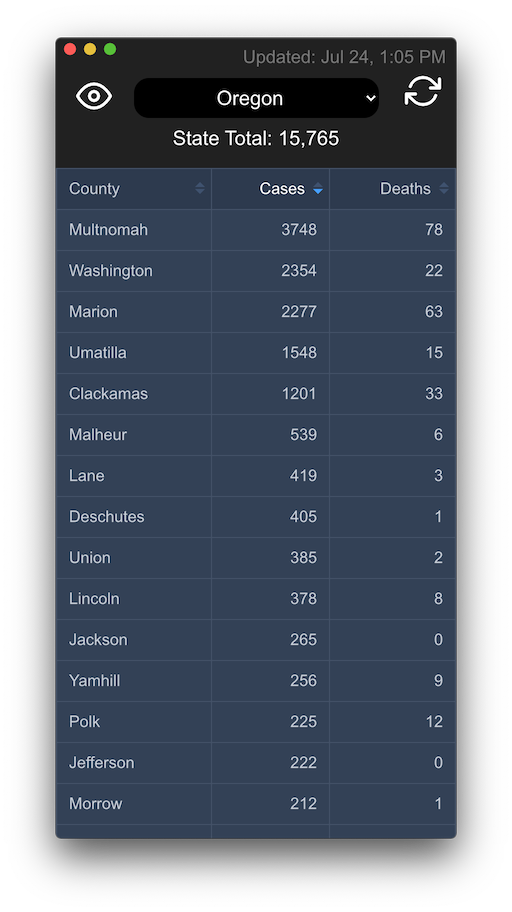 Updated: Jul 24, 1:05 PM
Oregon
State Total: 15,765
County Cases Deaths
Multnomah 3748 78
Washington 2354 22
Marion 2277 63
Umatilla 1548 15
Clackamas 1201 33
Malheur 539 6
Lane 419 3
Deschutes 405 1
Union 385 2
Lincoln 378 8
Jackson 265 0
Yamhill 256 9
Polk 225 12
Jefferson 222 0
Morrow 212 1